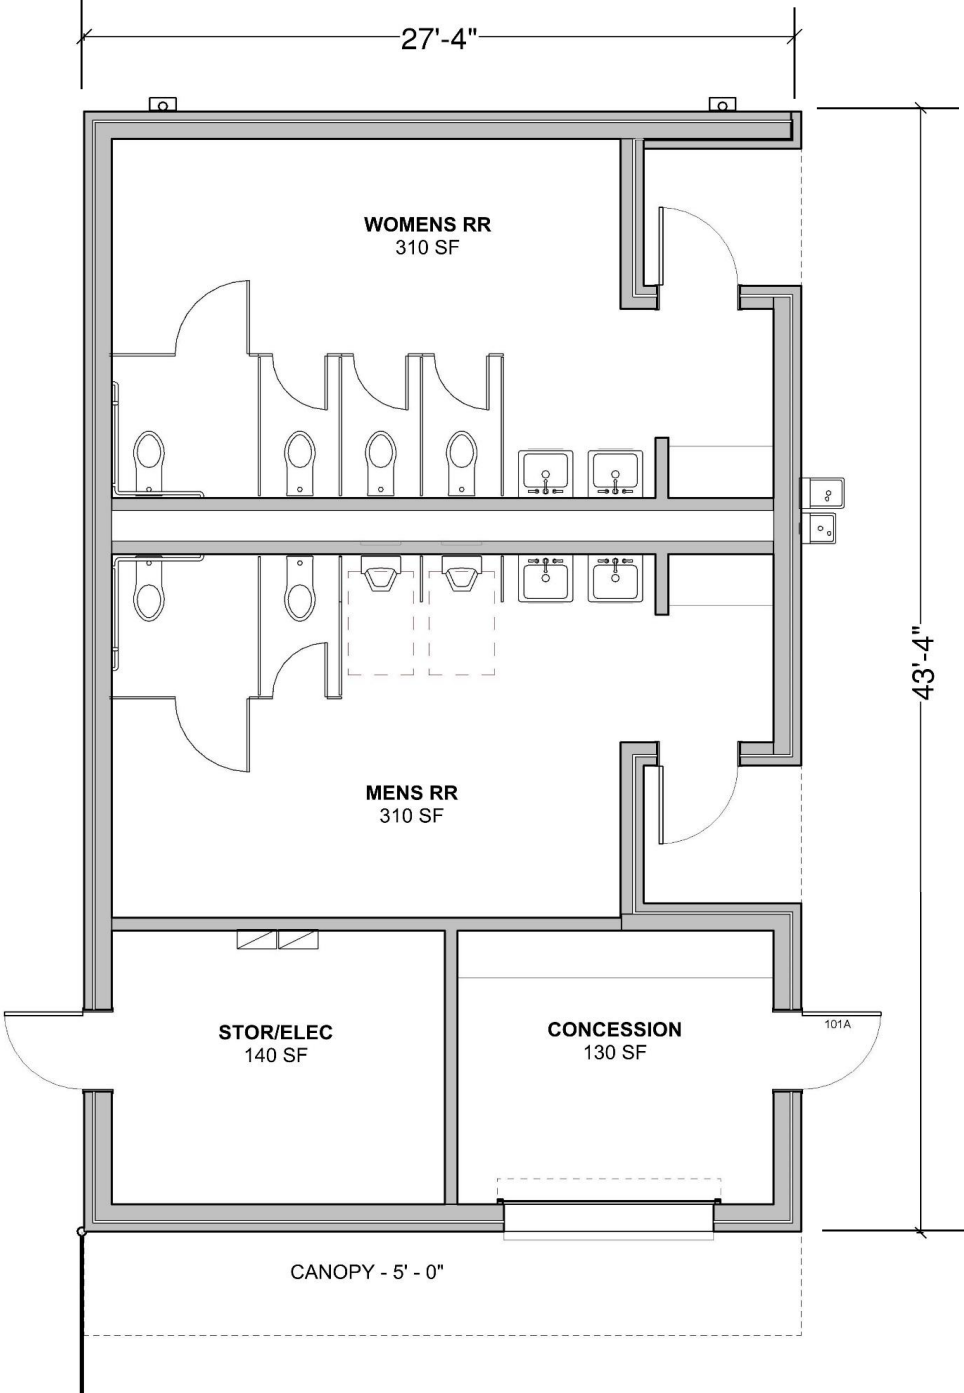 27'-4"
WOMENS RR
310 SF
43'-4"
MENS RR
310 SF
STOR/ELEC
140 SF
CONCESSION
130 SF
101A
CANOPY - 5' - 0"